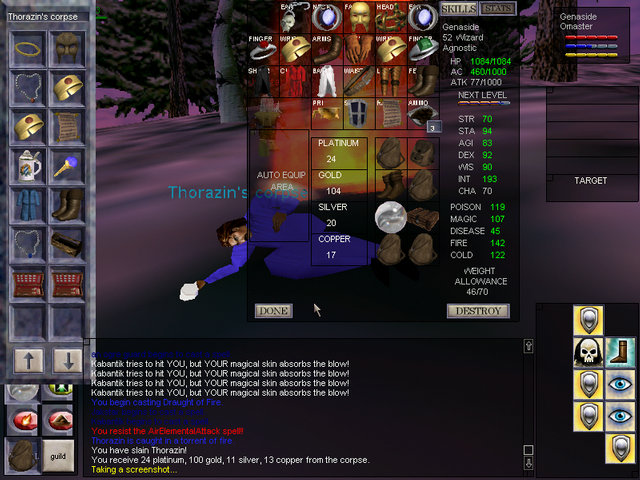 Thorazin's corpse
EAR
NECK
FACE
HEAD
EAR
FINGER
WRIST
ARMS
WRIST
FINGER
SKILLS
STATS
Genaside
52 Wizard
Agnostic
HP 1084/1084
AC 460/1000
ATK 77/1000
NEXT LEVEL
STR 70
STA 94
AGI 83
DEX 92
WIS 90
INT 193
CHA 70
POISON 119
MAGIC 107
DISEASE 45
FIRE 142
COLD 122
WEIGHT
ALLOWANCE
46/70
PRI
AMMO
3
AUTO EQUIP
AREA
PLATINUM
24
GOLD
104
SILVER
20
COPPER
17
DONE
DESTROY
Thorazin's corpse
Genaside
Omaster
TARGET
Kabantik tries to hit YOU, but YOUR magical skin absorbs the blow!
Kabantik tries to hit YOU, but YOUR magical skin absorbs the blow!
Kabantik tries to hit YOU, but YOUR magical skin absorbs the blow!
Kabantik tries to hit YOU, but YOUR magical skin absorbs the blow!
You begin casting Draught of Fire.
You resist the AirElementalAttack spell!
Thorazin is caught in a torrent of fire.
You have slain Thorazin!
You receive 24 platinum, 100 gold, 11 silver, 13 copper from the corpse.
Taking a screenshot...
guild